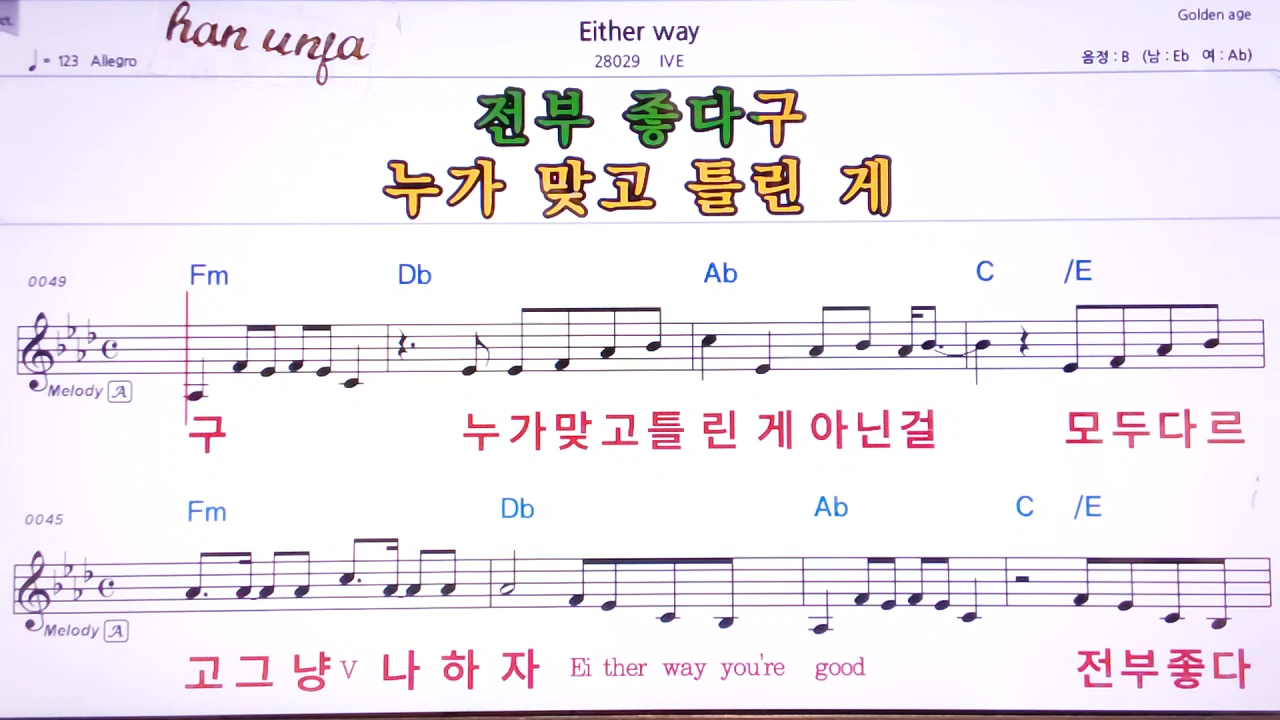 ct.
han unja
Either way
Golden age
♩ = 123 Allegro
28029 IVE
음정 : B (남 : Eb 여 : Ab)
전부 좋다구
누가 맞고 틀린 게
0049
Fm Db Ab C /E
Melody A
구 누가맞고틀린게아닌걸 모두다르
0045
Fm Db Ab C /E
Melody A
고그냥V나하자 Ei ther way you're good 전부좋다